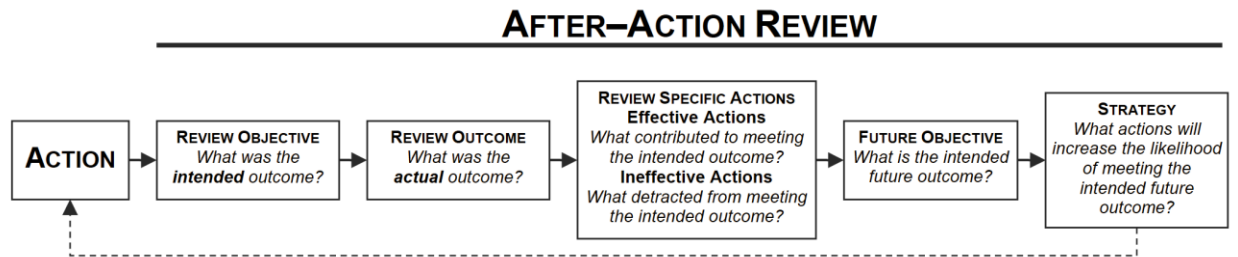 AFTER–ACTION REVIEW
ACTION
REVIEW OBJECTIVE
What was the
intended outcome?
REVIEW OUTCOME
What was the
actual outcome?
REVIEW SPECIFIC ACTIONS
Effective Actions
What contributed to meeting
the intended outcome?
Ineffective Actions
What detracted from meeting
the intended outcome?
FUTURE OBJECTIVE
What is the intended
future outcome?
STRATEGY
What actions will
increase the likelihood
of meeting the
intended future
outcome?